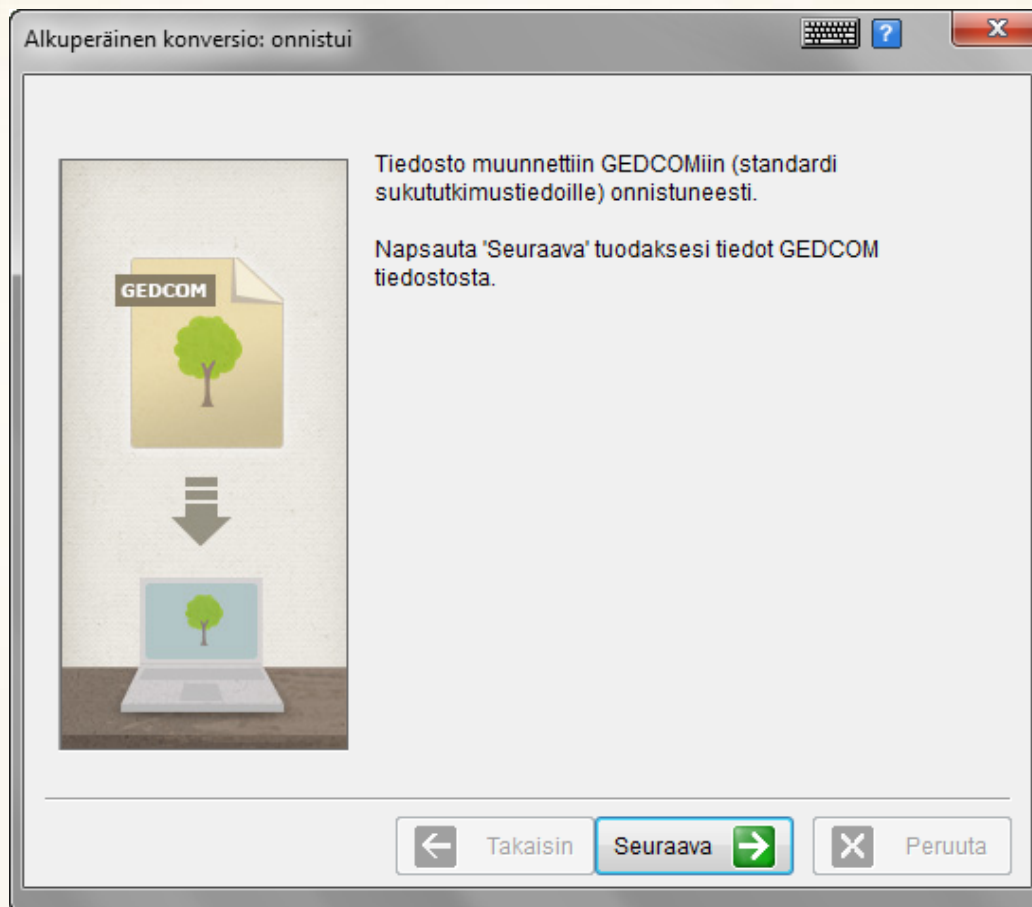 Alkuperäinen konversio: onnistui
?
Tiedosto muunnettiin GEDCOMiin (standardi
sukututkimustiedoille) onnistuneesti.
Napsauta 'Seuraava' tuodaksesi tiedot GEDCOM
tiedostosta.
GEDCOM
Takaisin
Seuraava
Peruuta